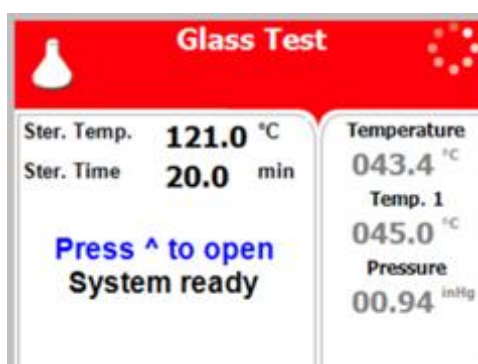 Glass Test
Ster. Temp. 121.0 °C
Ster. Time 20.0 min
Press ^ to open
System ready
Temperature
043.4 °C
Temp. 1
045.0 °C
Pressure
00.94 inHg